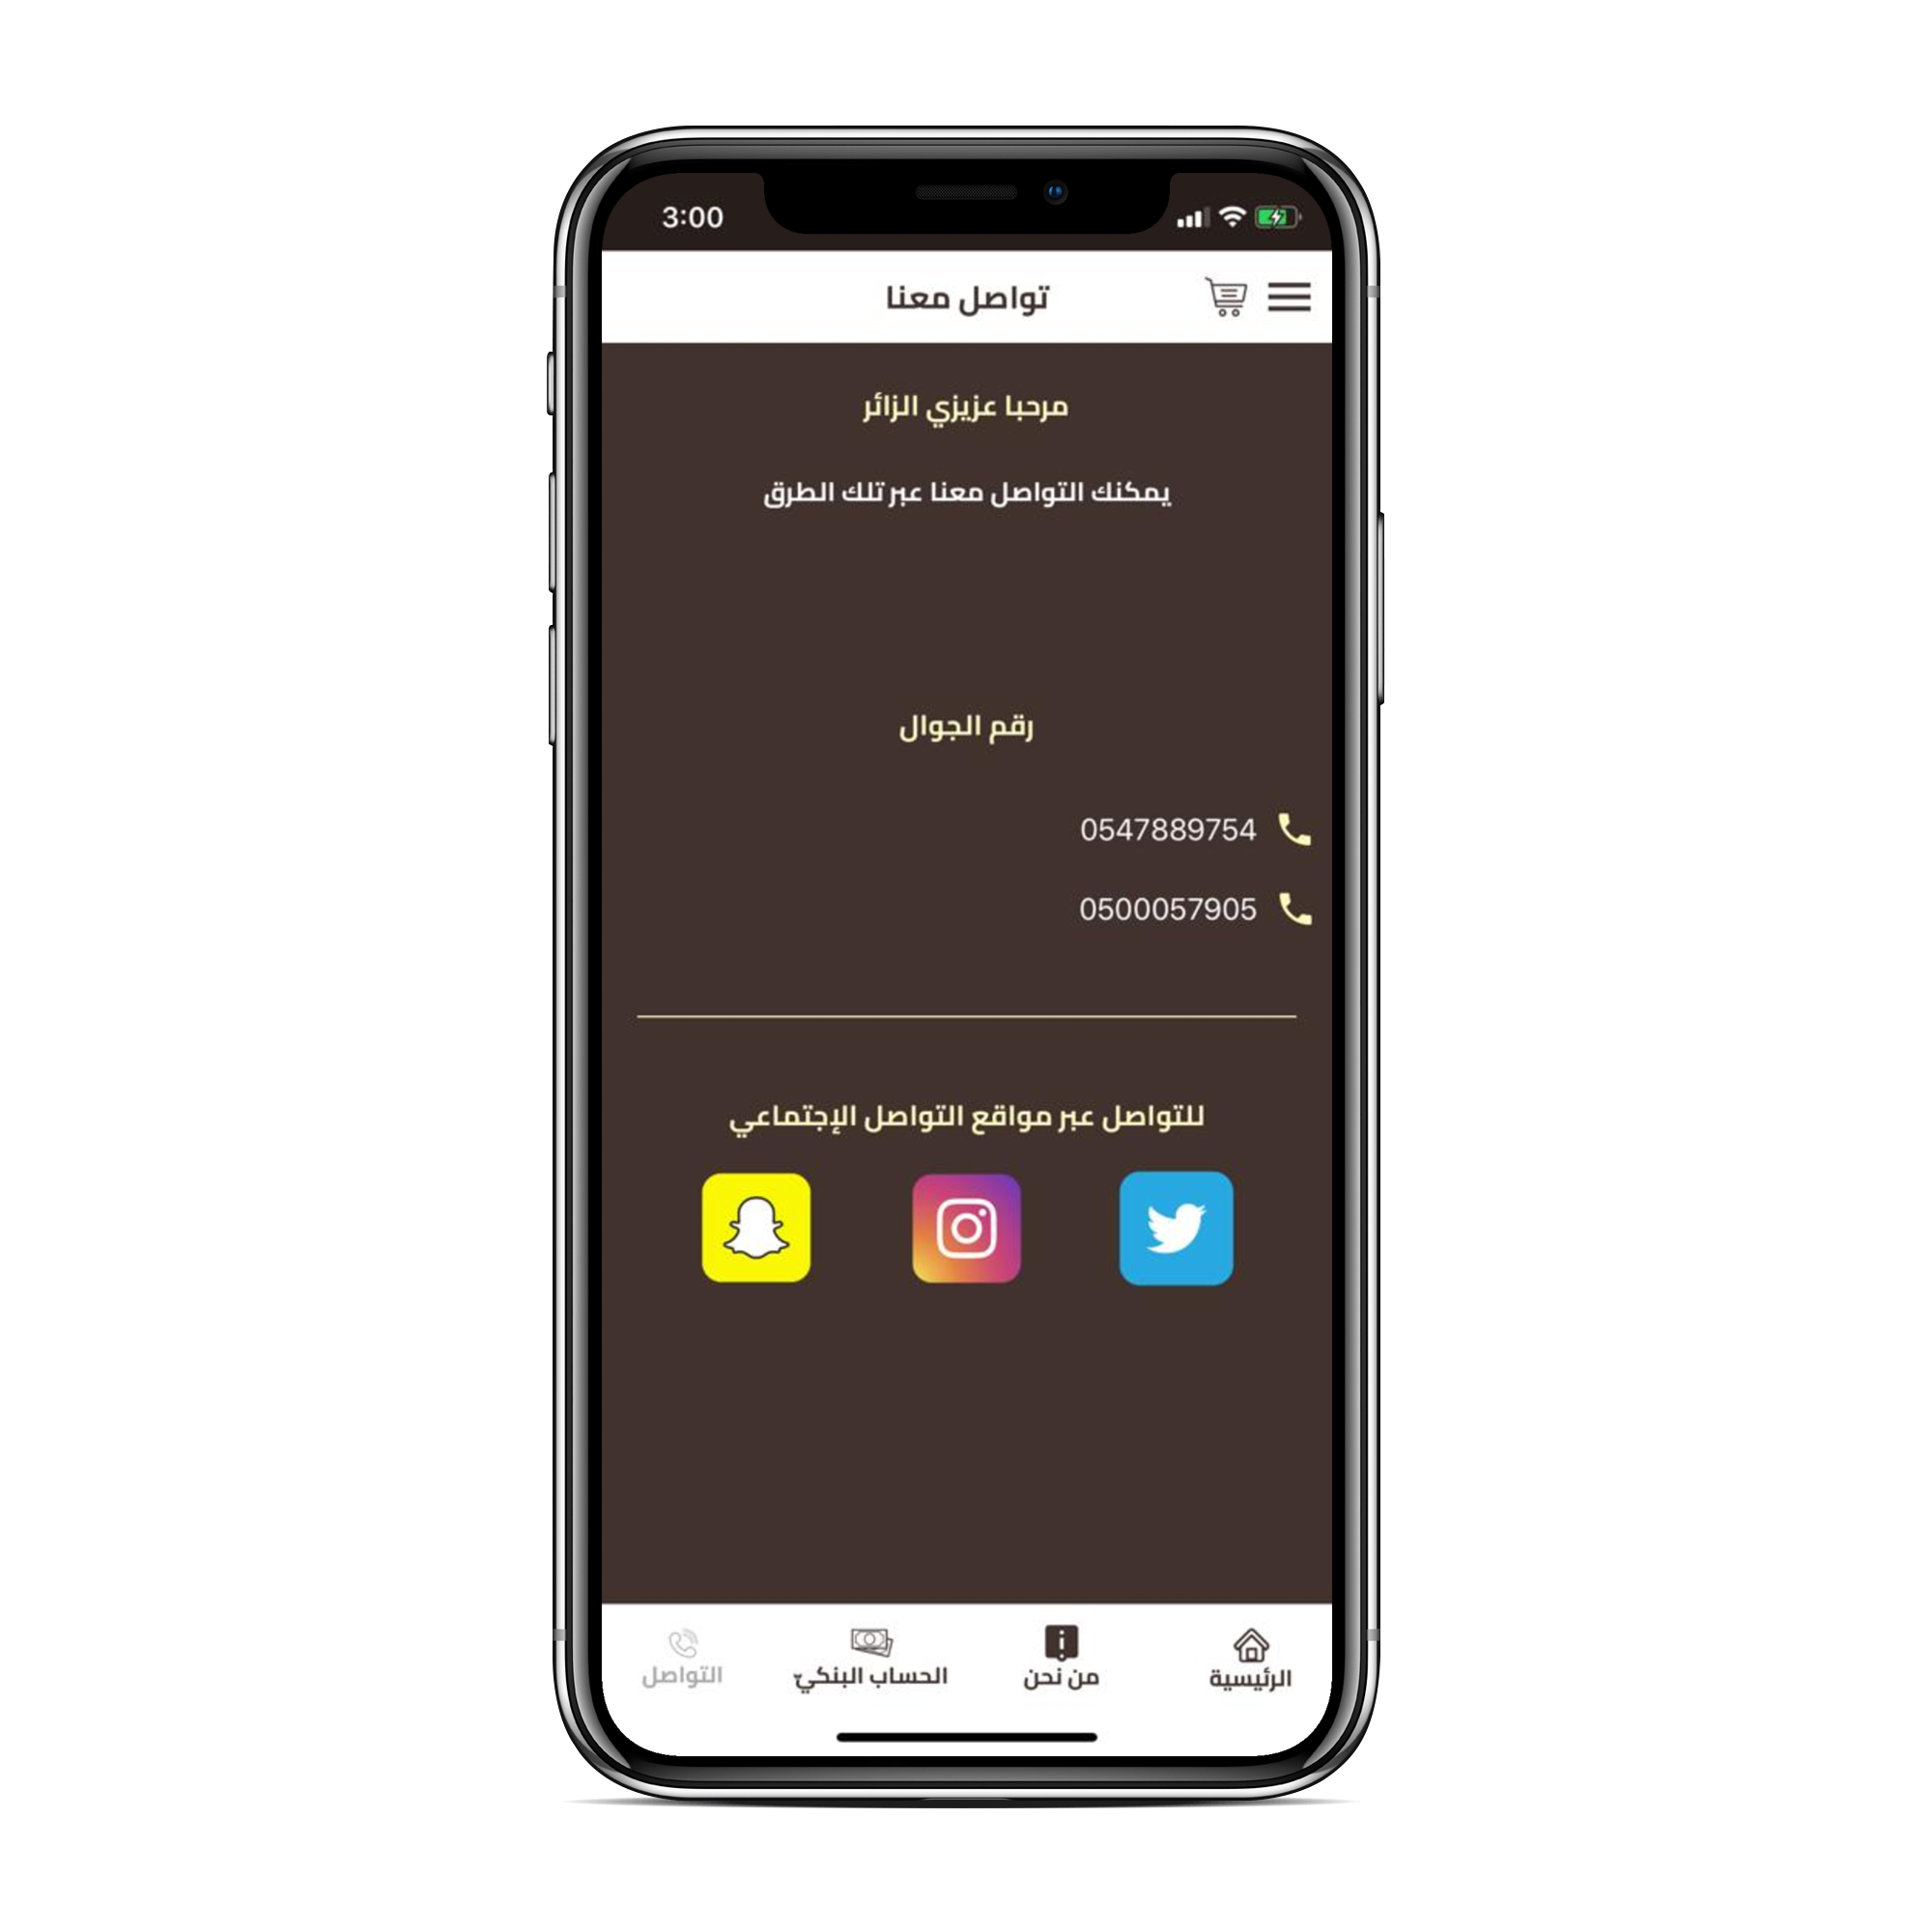 3:00
تواصل معنا
مرحبا عزيزي الزائر
يمكنك التواصل معنا عبر تلك الطرق
رقم الجوال
0547889754
0500057905
للتواصل عبر مواقع التواصل الإجتماعي
الرئيسية
من نحن
الحساب البنكيّ
التواصل